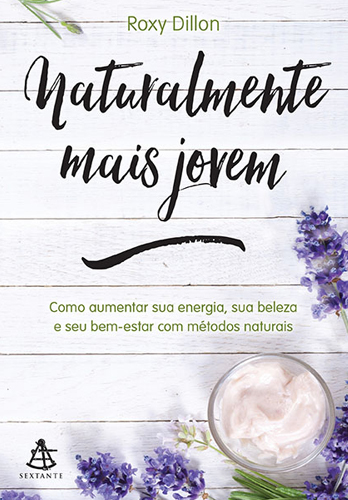 Roxy Dillon
Naturalmente
mais jovem
Como aumentar sua energia, sua beleza
e seu bem-estar com métodos naturais
SEXTANTE